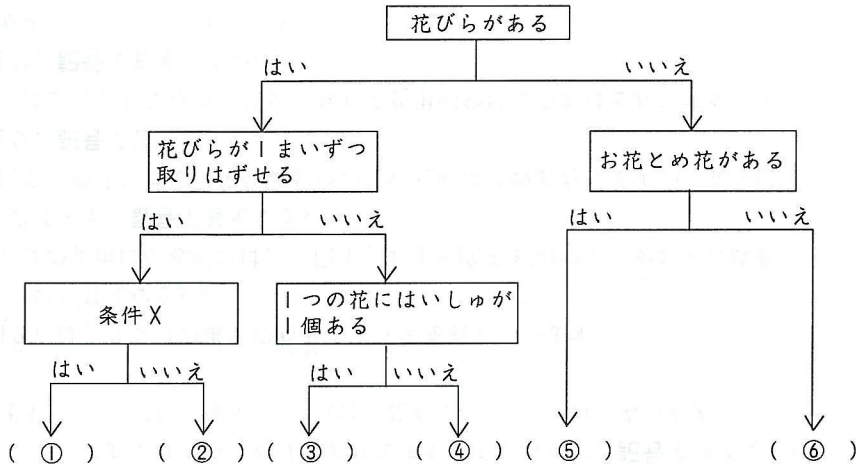 花びらがある
はい
いいえ
花びらが1まいずつ
取りはずせる
お花とめ花がある
はい
いいえ
はい
いいえ
条件X
1つの花にはいしゅが
1個ある
はい
いいえ
はい
いいえ
( ① )
( ② )
( ③ )
( ④ )
( ⑤ )
( ⑥ )